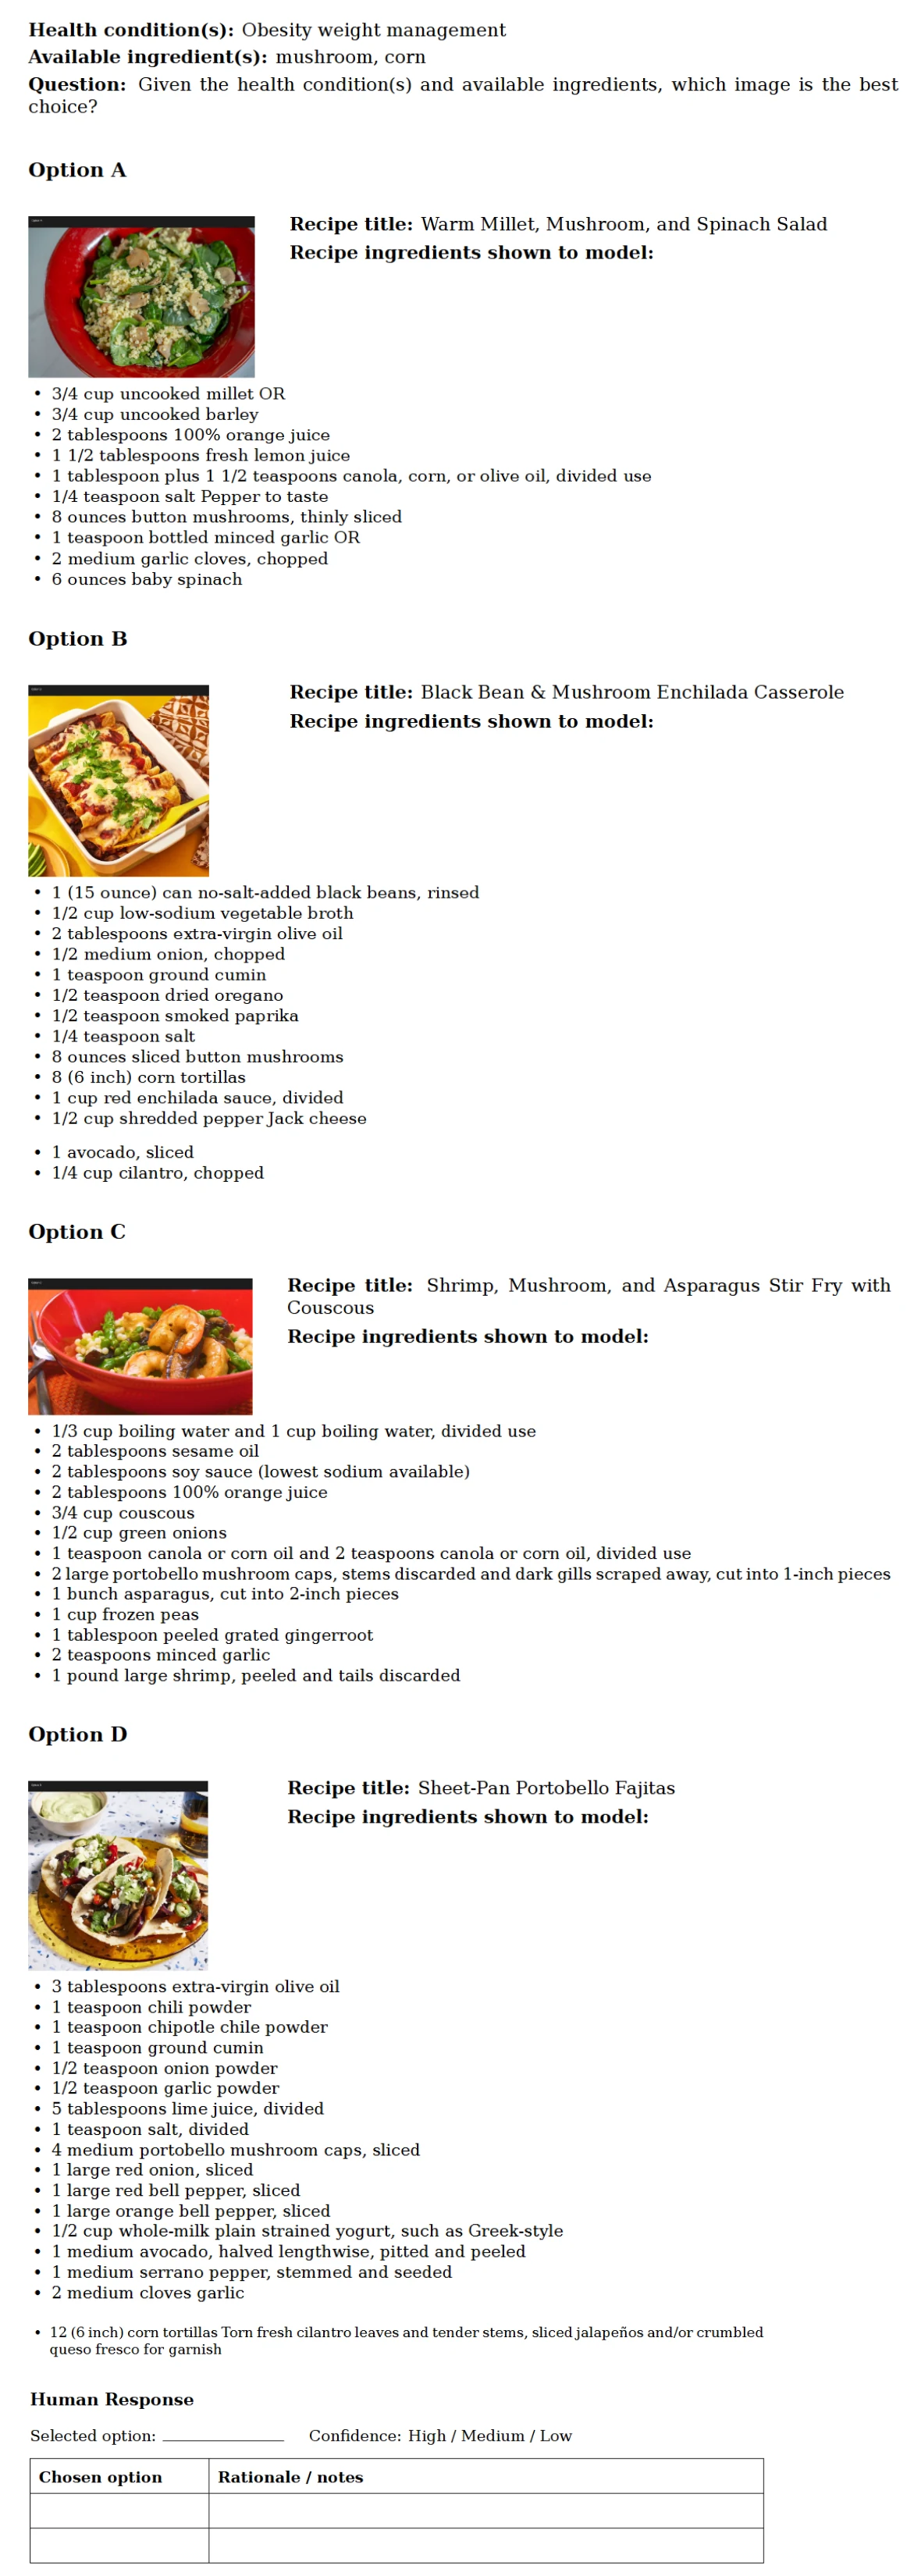 Health condition(s): Obesity weight management
Available ingredient(s): mushroom, corn
Question: Given the health condition(s) and available ingredients, which image is the best
choice?
Option A
Recipe title: Warm Millet, Mushroom, and Spinach Salad
Recipe ingredients shown to model:
• 3/4 cup uncooked millet OR
• 3/4 cup uncooked barley
• 2 tablespoons 100% orange juice
• 1 1/2 tablespoons fresh lemon juice
• 1 tablespoon plus 1 1/2 teaspoons canola, corn, or olive oil, divided use
• 1/4 teaspoon salt Pepper to taste
• 8 ounces button mushrooms, thinly sliced
• 1 teaspoon bottled minced garlic OR
• 2 medium garlic cloves, chopped
• 6 ounces baby spinach
Option B
Recipe title: Black Bean & Mushroom Enchilada Casserole
Recipe ingredients shown to model:
• 1 (15 ounce) can no-salt-added black beans, rinsed
• 1/2 cup low-sodium vegetable broth
• 2 tablespoons extra-virgin olive oil
• 1/2 medium onion, chopped
• 1 teaspoon ground cumin
• 1/2 teaspoon dried oregano
• 1/2 teaspoon smoked paprika
• 1/4 teaspoon salt
• 8 ounces sliced button mushrooms
• 8 (6 inch) corn tortillas
• 1 cup red enchilada sauce, divided
• 1/2 cup shredded pepper Jack cheese
• 1 avocado, sliced
• 1/4 cup cilantro, chopped
Option C
Recipe title: Shrimp, Mushroom, and Asparagus Stir Fry with
Couscous
Recipe ingredients shown to model:
• 1/3 cup boiling water and 1 cup boiling water, divided use
• 2 tablespoons sesame oil
• 2 tablespoons soy sauce (lowest sodium available)
• 2 tablespoons 100% orange juice
• 3/4 cup couscous
• 1/2 cup green onions
• 1 teaspoon canola or corn oil and 2 teaspoons canola or corn oil, divided use
• 2 large portobello mushroom caps, stems discarded and dark gills scraped away, cut into 1-inch pieces
• 1 bunch asparagus, cut into 2-inch pieces
• 1 cup frozen peas
• 1 tablespoon peeled grated gingerroot
• 2 teaspoons minced garlic
• 1 pound large shrimp, peeled and tails discarded
Option D
Recipe title: Sheet-Pan Portobello Fajitas
Recipe ingredients shown to model:
• 3 tablespoons extra-virgin olive oil
• 1 teaspoon chili powder
• 1 teaspoon chipotle chile powder
• 1 teaspoon ground cumin
• 1/2 teaspoon onion powder
• 1/2 teaspoon garlic powder
• 5 tablespoons lime juice, divided
• 1 teaspoon salt, divided
• 4 medium portobello mushroom caps, sliced
• 1 large red onion, sliced
• 1 large red bell pepper, sliced
• 1 large orange bell pepper, sliced
• 1/2 cup whole-milk plain strained yogurt, such as Greek-style
• 1 medium avocado, halved lengthwise, pitted and peeled
• 1 medium serrano pepper, stemmed and seeded
• 2 medium cloves garlic
• 12 (6 inch) corn tortillas Torn fresh cilantro leaves and tender stems, sliced jalapeños and/or crumbled
queso fresco for garnish
Human Response
Selected option: Confidence: High / Medium / Low
Chosen option Rationale / notes